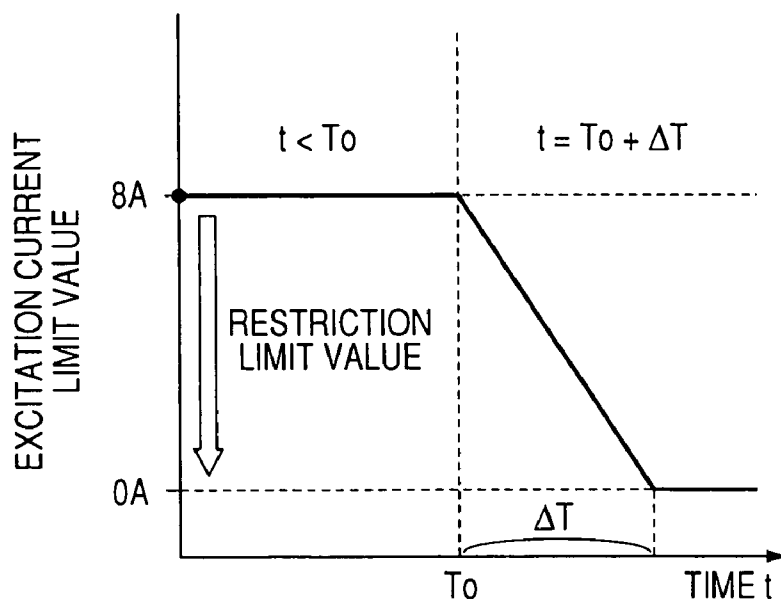 t < To
t = To + ΔT
EXCITATION CURRENT
LIMIT VALUE
8A
RESTRICTION
LIMIT VALUE
0A
ΔT
To
TIME t